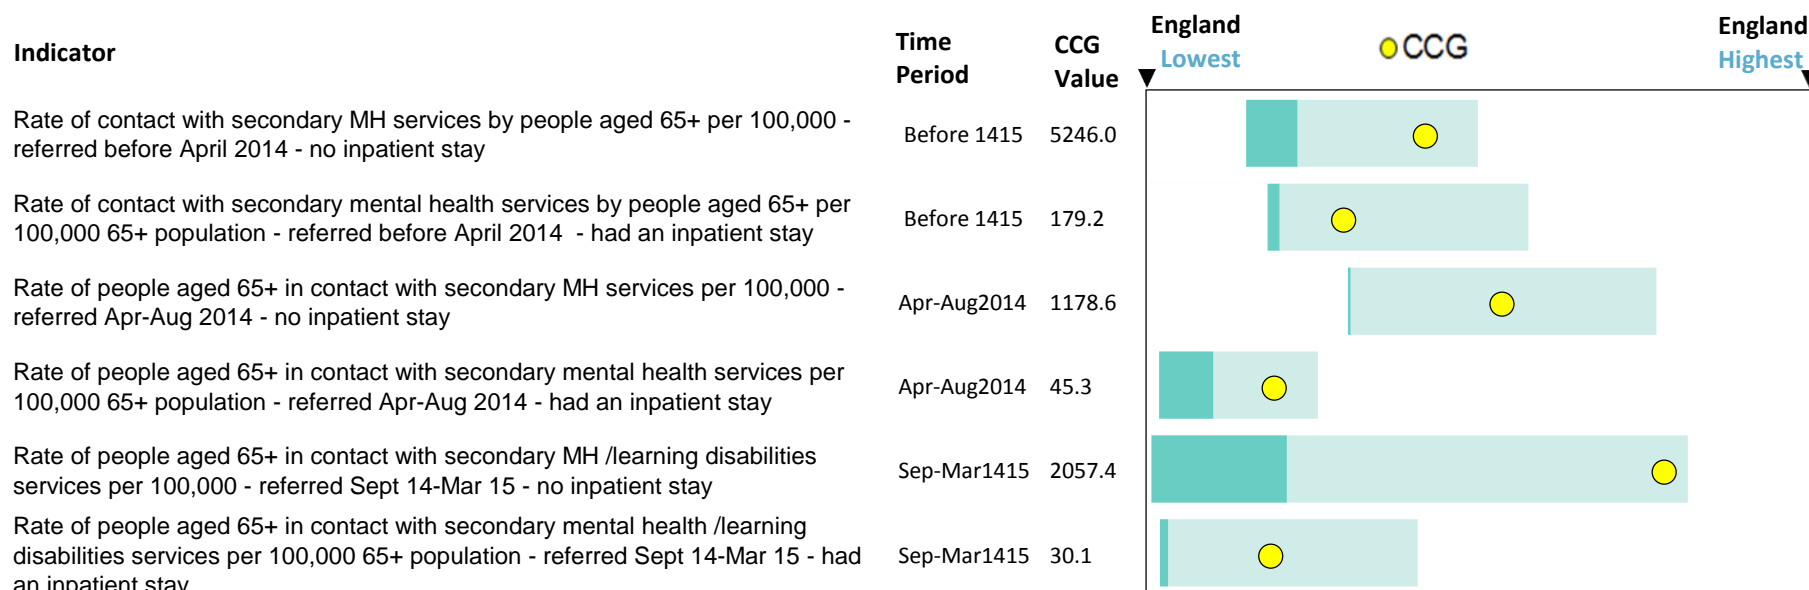 Indicator
Time Period
CCG Value
England Lowest
CCG
England Highest
Rate of contact with secondary MH services by people aged 65+ per 100,000 -
referred before April 2014 - no inpatient stay
Before 1415 5246.0
Rate of contact with secondary mental health services by people aged 65+ per
100,000 65+ population - referred before April 2014 - had an inpatient stay
Before 1415 179.2
Rate of people aged 65+ in contact with secondary MH services per 100,000 -
referred Apr-Aug 2014 - no inpatient stay
Apr-Aug2014 1178.6
Rate of people aged 65+ in contact with secondary mental health services per
100,000 65+ population - referred Apr-Aug 2014 - had an inpatient stay
Apr-Aug2014 45.3
Rate of people aged 65+ in contact with secondary MH /learning disabilities
services per 100,000 - referred Sept 14-Mar 15 - no inpatient stay
Sep-Mar1415 2057.4
Rate of people aged 65+ in contact with secondary mental health /learning
disabilities services per 100,000 65+ population - referred Sept 14-Mar 15 - had
an inpatient stay
Sep-Mar1415 30.1